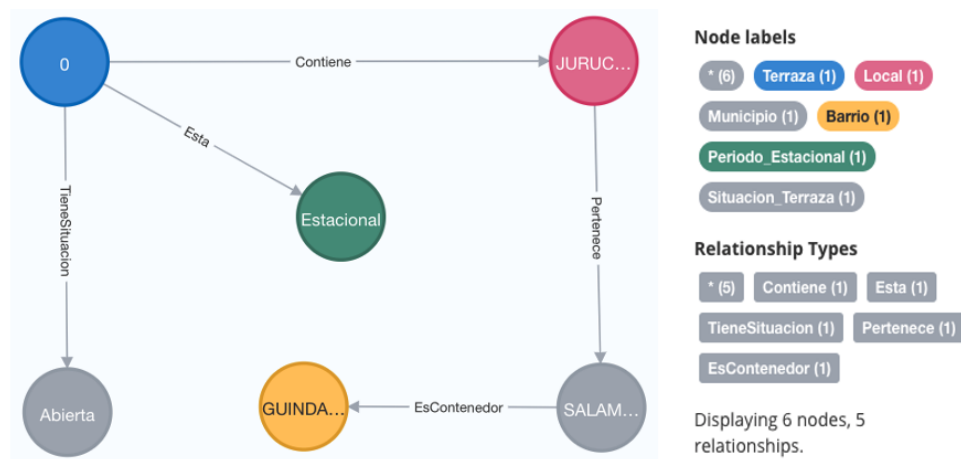 0
Contiene
JURUC...
Esta
TieneSituacion
Estacional
Pertenece
Abierta
GUINDA...
EsContenedor
SALAM...
Node labels
* (6) Terraza (1) Local (1)
Municipio (1) Barrio (1)
Periodo_Estacional (1)
Situacion_Terraza (1)
Relationship Types
* (5) Contiene (1) Esta (1)
TieneSituacion (1) Pertenece (1)
EsContenedor (1)
Displaying 6 nodes, 5
relationships.